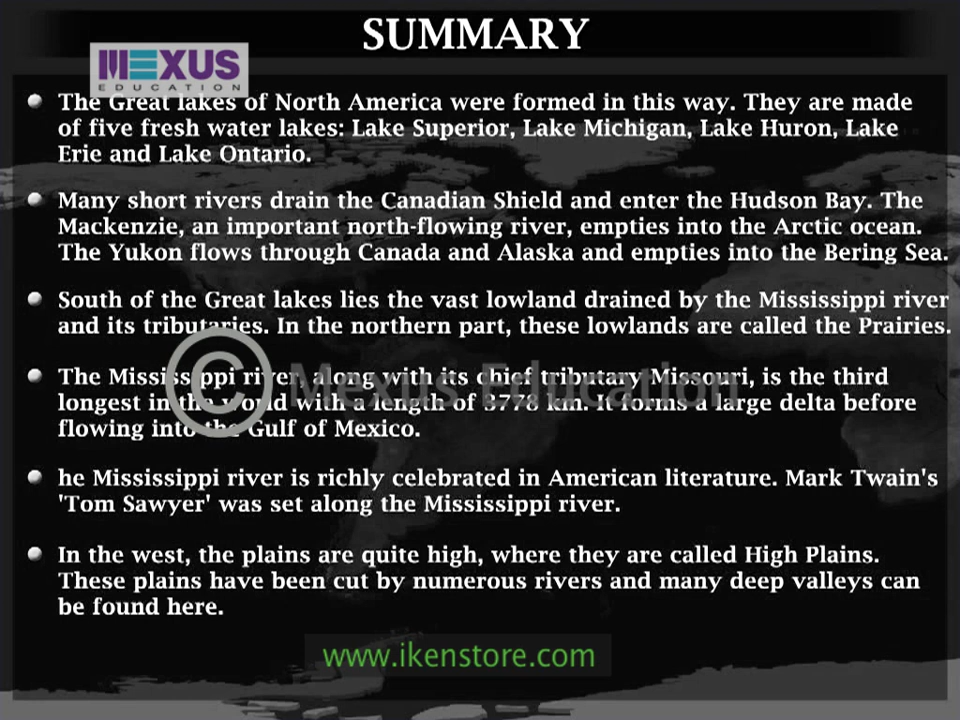 SUMMARY
MEXUS
EDUCATION
The Great lakes of North America were formed in this way. They are made
of five fresh water lakes: Lake Superior, Lake Michigan, Lake Huron, Lake
Erie and Lake Ontario.
Many short rivers drain the Canadian Shield and enter the Hudson Bay. The
Mackenzie, an important north-flowing river, empties into the Arctic ocean.
The Yukon flows through Canada and Alaska and empties into the Bering Sea.
South of the Great lakes lies the vast lowland drained by the Mississippi river
and its tributaries. In the northern part, these lowlands are called the Prairies.
The Mississippi river, along with its chief tributary Missouri, is the third
longest in the world with a length of 3778 km. It forms a large delta before
flowing into the Gulf of Mexico.
© Mexus Education
he Mississippi river is richly celebrated in American literature. Mark Twain's
'Tom Sawyer' was set along the Mississippi river.
In the west, the plains are quite high, where they are called High Plains.
These plains have been cut by numerous rivers and many deep valleys can
be found here.
www.ikenstore.com